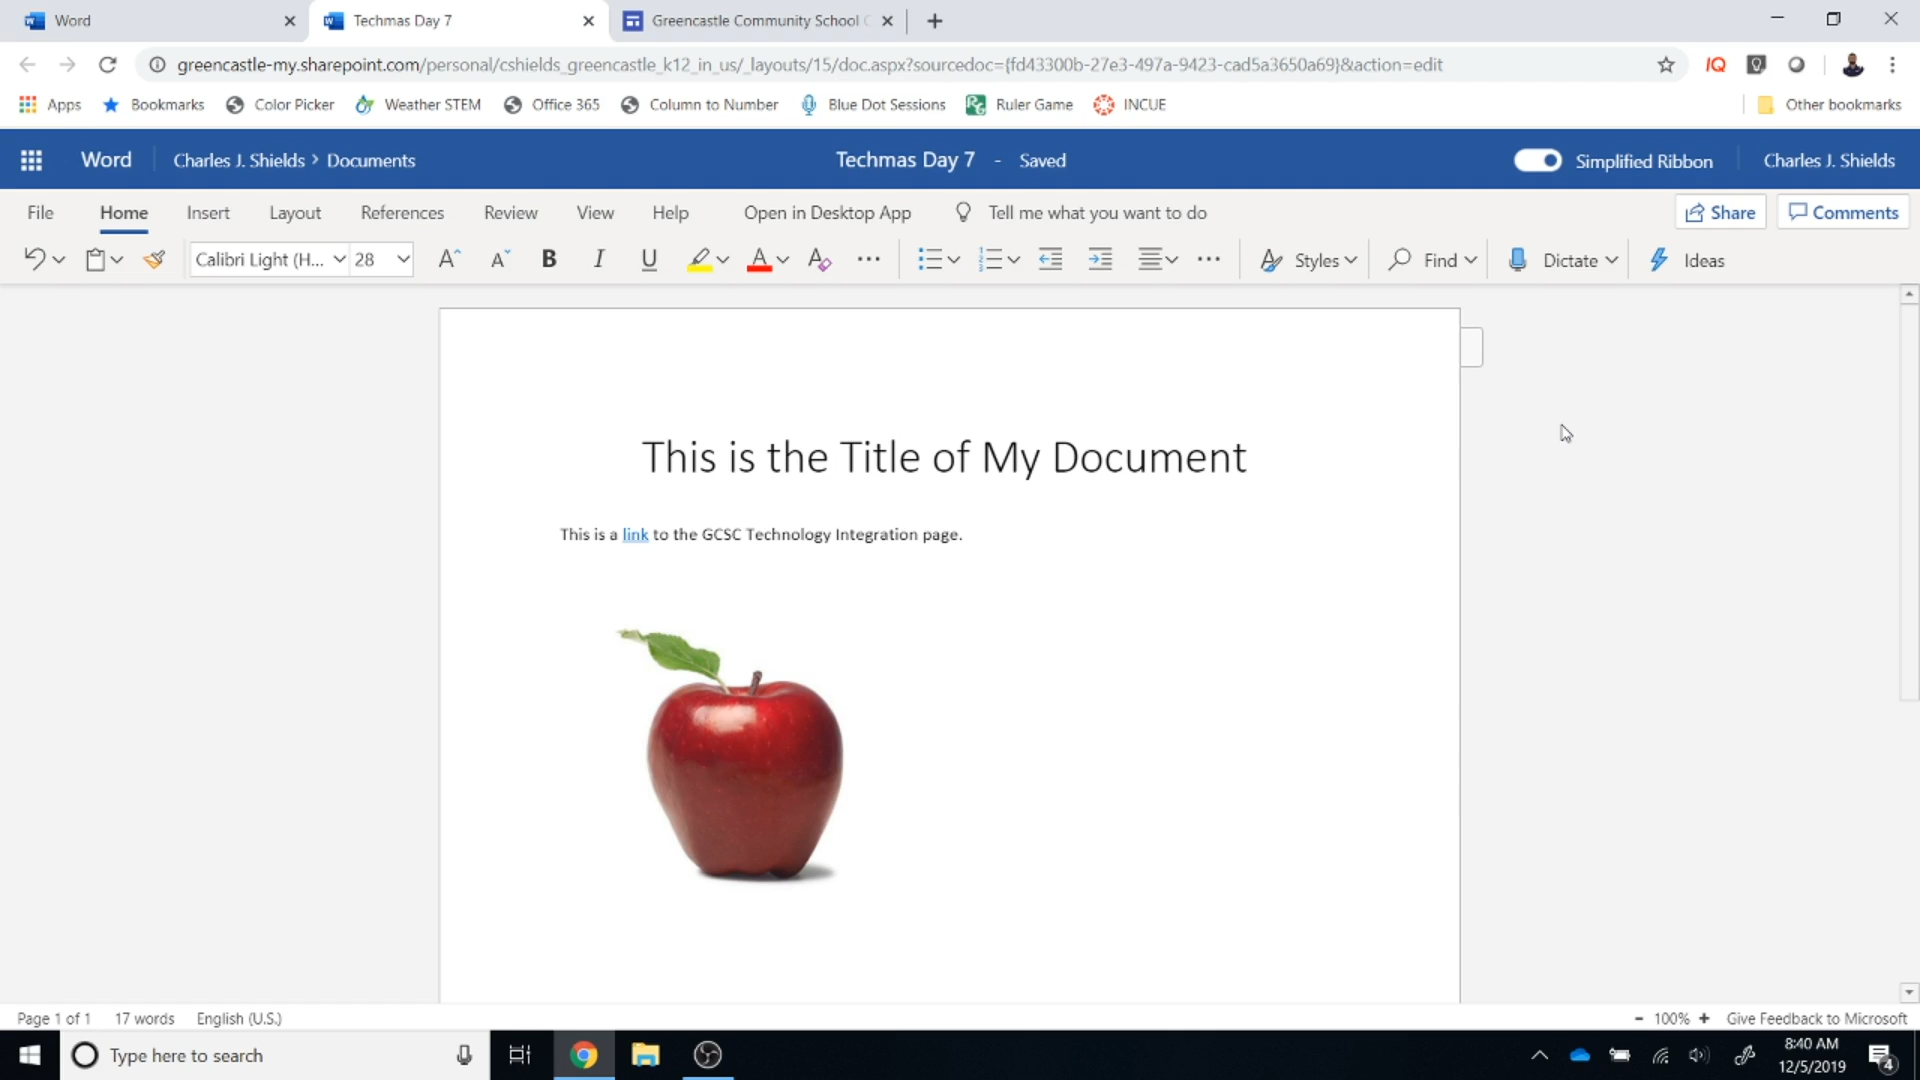 Word
Techmas Day 7
Greencastle Community School
greencastle-my.sharepoint.com/personal/cshields_greencastle_k12_in_us/_layouts/15/doc.aspx?sourcedoc={fd43300b-27e3-497a-9423-cad5a3650a69}&action=edit
IQ
Apps Bookmarks Color Picker Weather STEM Office 365 Column to Number Blue Dot Sessions Ruler Game INCUE Other bookmarks
Word Charles J. Shields > Documents Techmas Day 7 - Saved Simplified Ribbon Charles J. Shields
File Home Insert Layout References Review View Help Open in Desktop App Tell me what you want to do Share Comments
Calibri Light (H... 28 A A B I U A A Styles Find Dictate Ideas
This is the Title of My Document
This is a link to the GCSC Technology Integration page.
Page 1 of 1 17 words English (U.S.) - 100% + Give Feedback to Microsoft
Type here to search
8:40 AM
12/5/2019
4